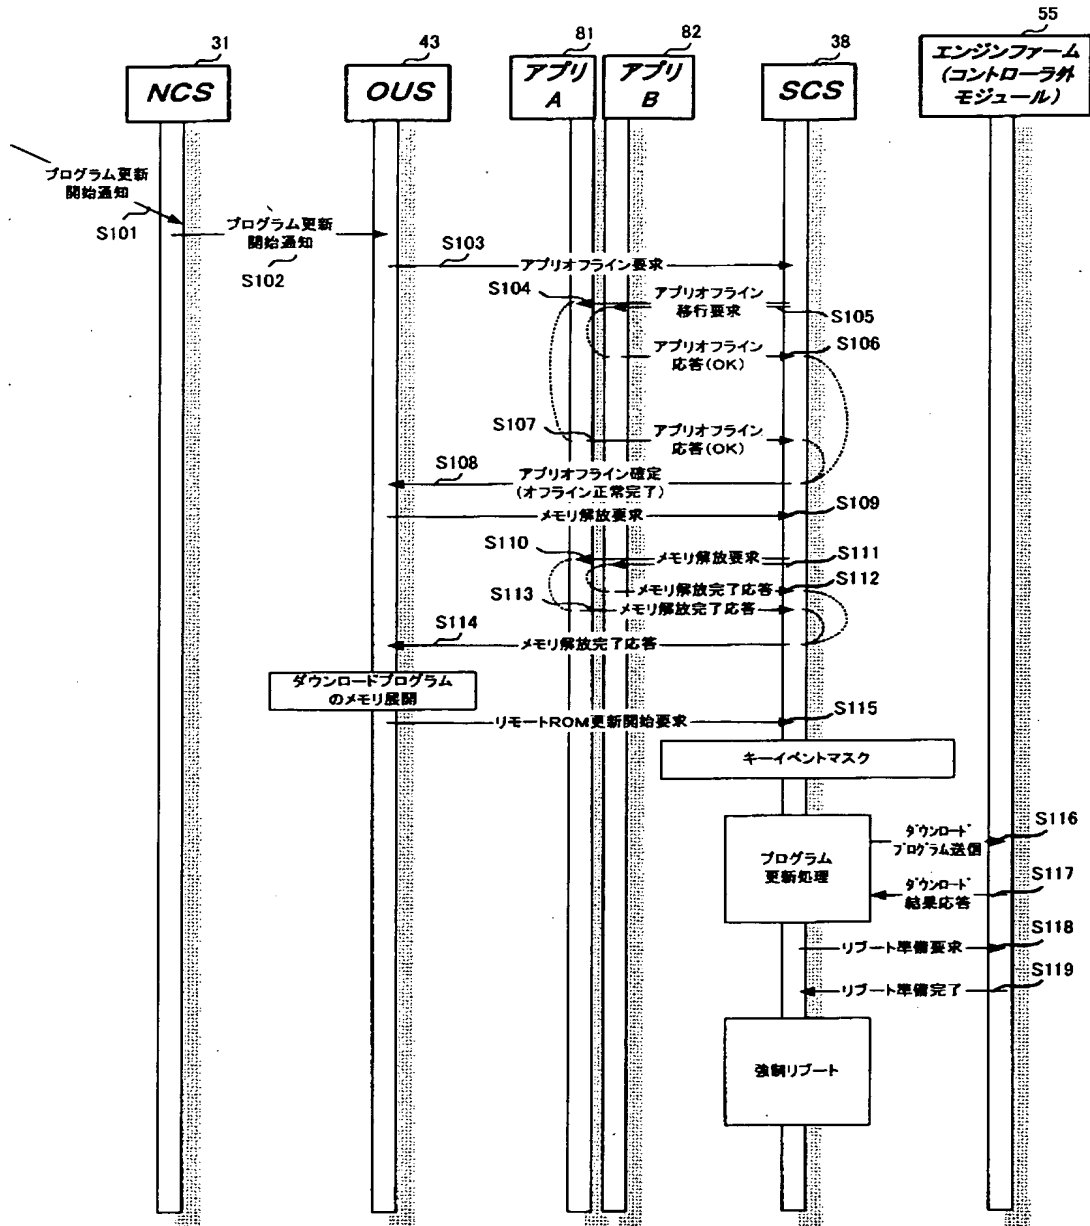 31
43
81
82
38
55
NCS
OUS
アプリ
A
アプリ
B
SCS
エンジンファーム
(コントローラ外
モジュール)
プログラム更新
開始通知
S101
プログラム更新
開始通知
S102
S103
アプリオフライン要求
S104
アプリオフライン
移行要求
S105
S106
アプリオフライン
応答(OK)
S107
アプリオフライン
応答(OK)
S108
アプリオフライン確定
(オフライン正常完了)
S109
メモリ解放要求
S110
メモリ解放要求
S111
S112
メモリ解放完了応答
S113
メモリ解放完了応答
S114
メモリ解放完了応答
ダウンロードプログラム
のメモリ展開
S115
リモートROM更新開始要求
キーイベントマスク
プログラム
更新処理
S116
ダウンロード
プログラム送信
S117
ダウンロード
結果応答
S118
リブート準備要求
S119
リブート準備完了
強制リブート